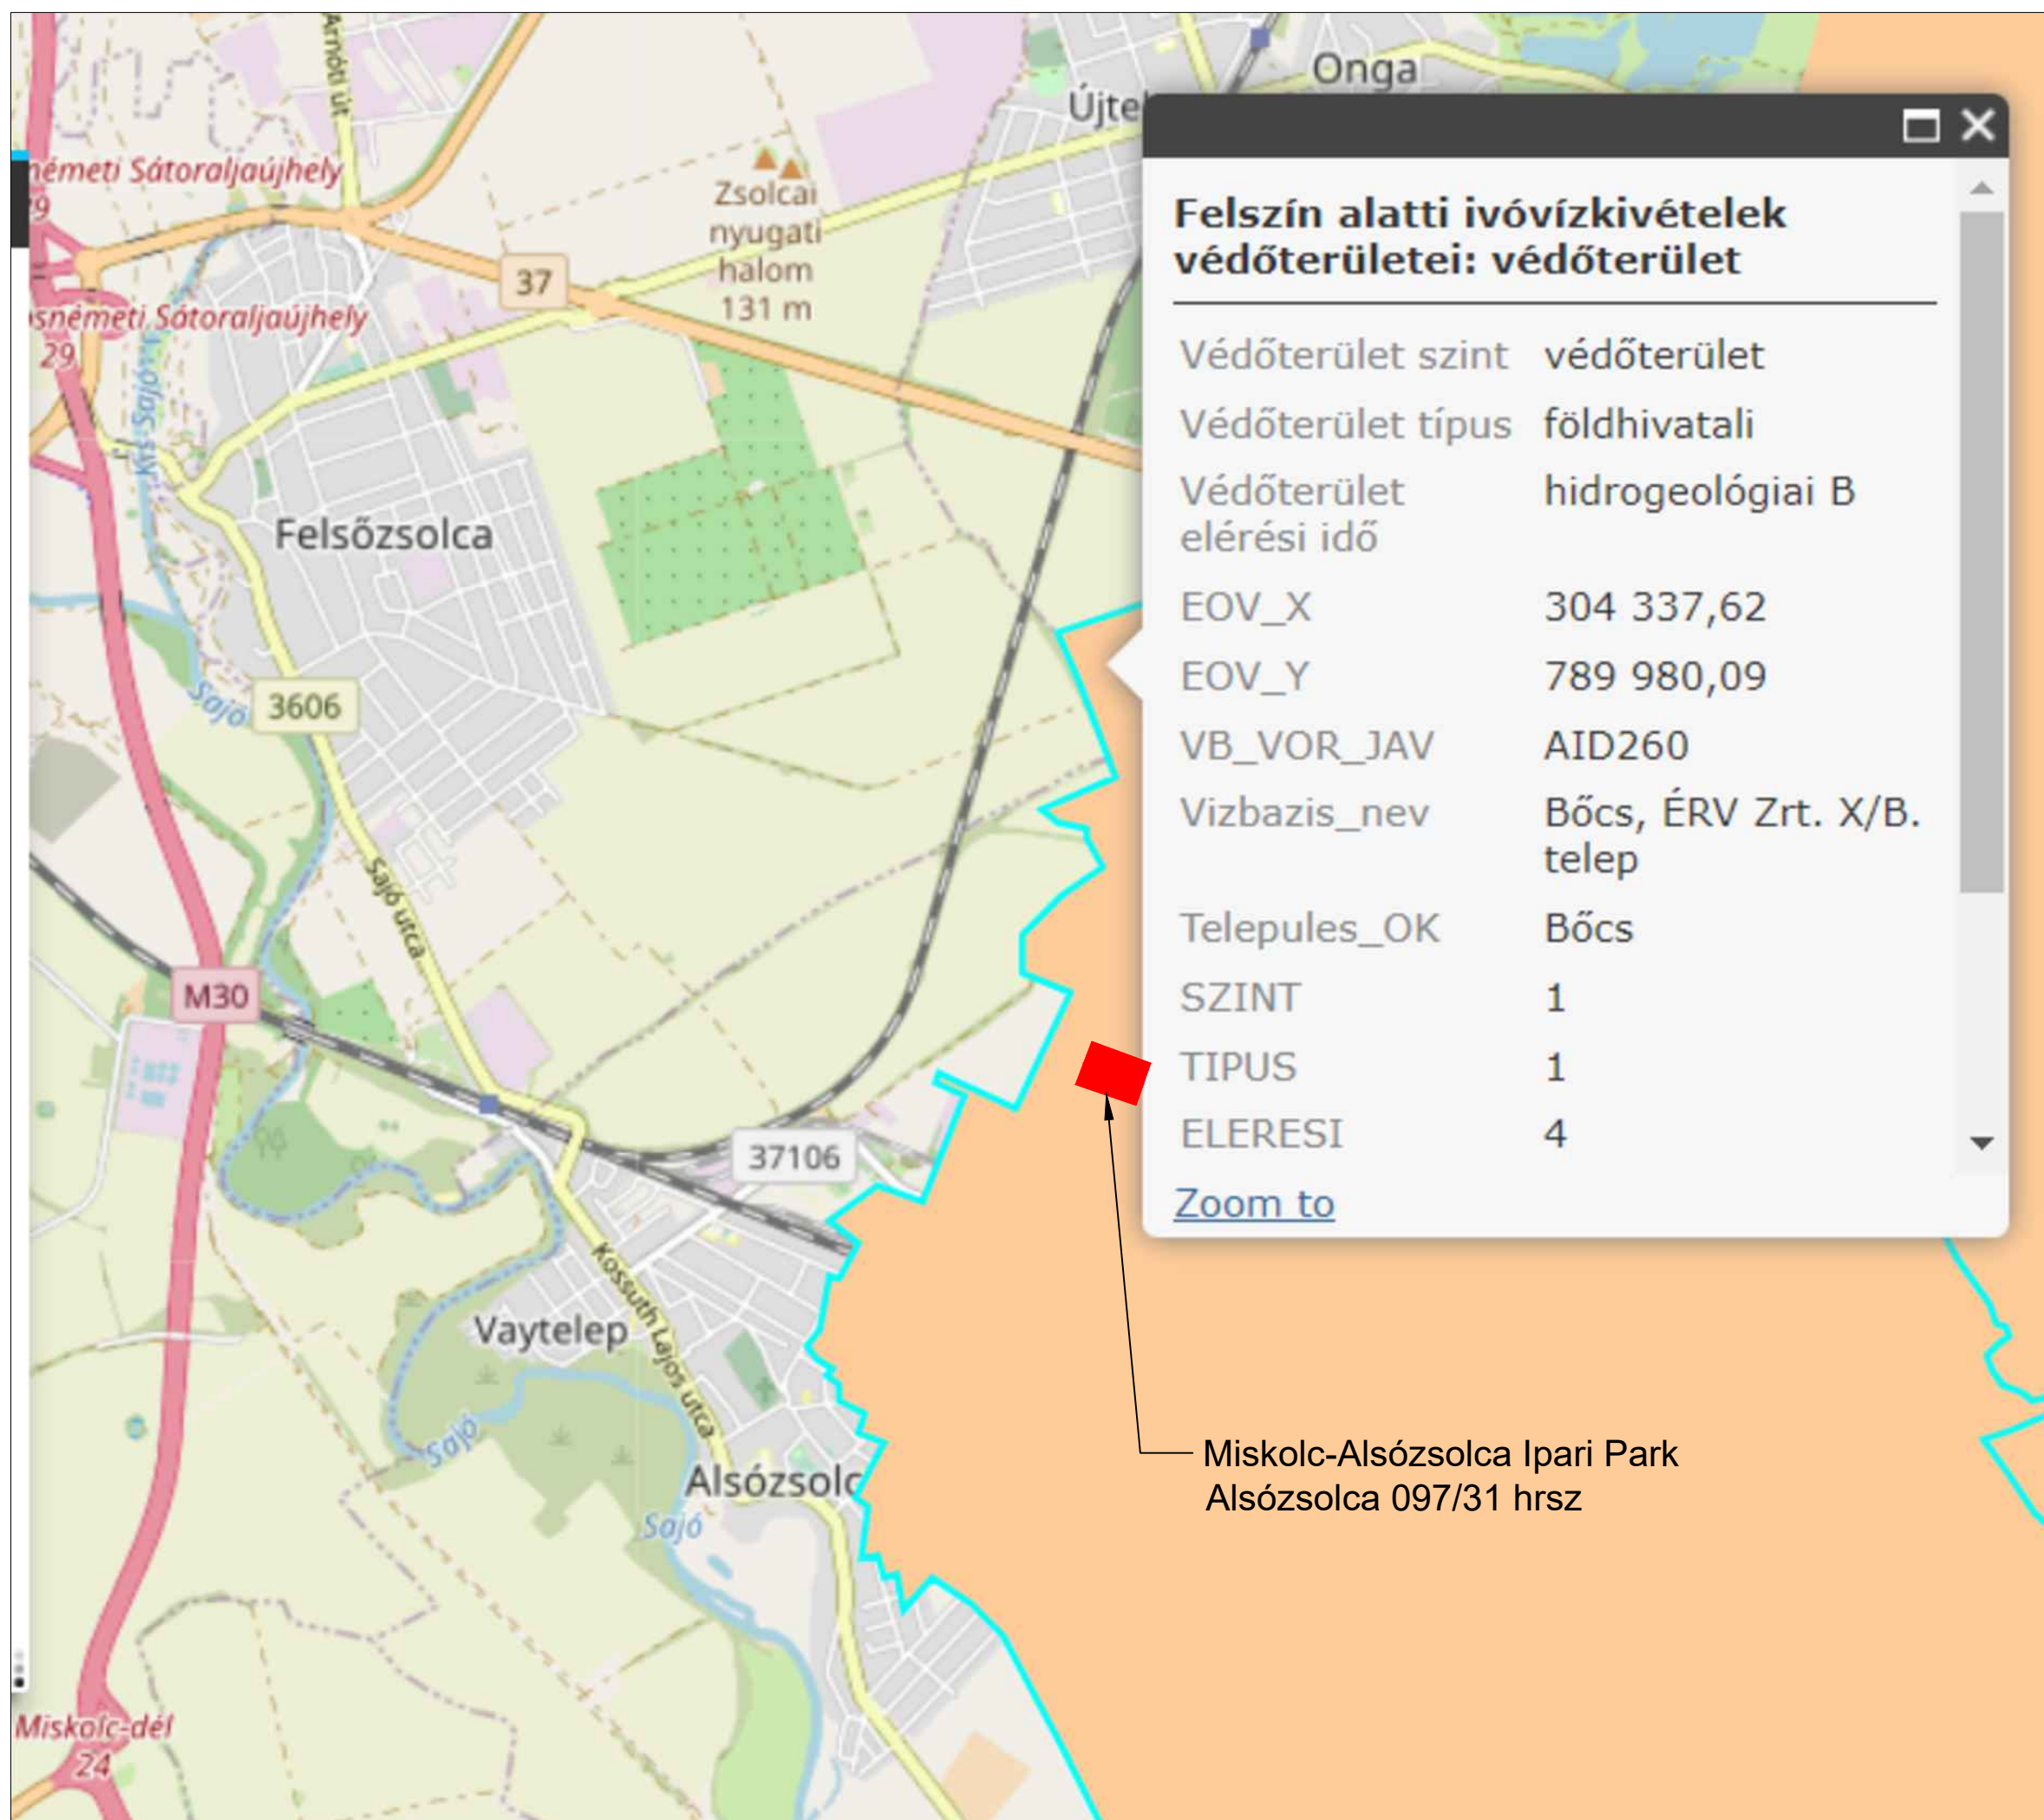 Arnóti út
Onga
Újte
németi Sátoraljaújhely
29
Zsolcai
nyugati
halom
131 m
37
snémeti Sátoraljaújhely
29
Kis-Sajó
Felsőzsolca
Sajó
3606
Sajó utca
M30
37106
Kossuth Lajos utca
Vaytelep
Sajó
Alsózsolc
Sajó
Miskolc-dél
24
Felszín alatti ivóvízkivételek
védőterületei: védőterület
Védőterület szint védőterület
Védőterület típus földhivatali
Védőterület hidrogeológiai B
elérési idő
EOV_X 304 337,62
EOV_Y 789 980,09
VB_VOR_JAV AID260
Vizbazis_nev Bőcs, ÉRV Zrt. X/B.
telep
Telepules_OK Bőcs
SZINT 1
TIPUS 1
ELERESI 4
Zoom to
Miskolc-Alsózsolca Ipari Park
Alsózsolca 097/31 hrsz